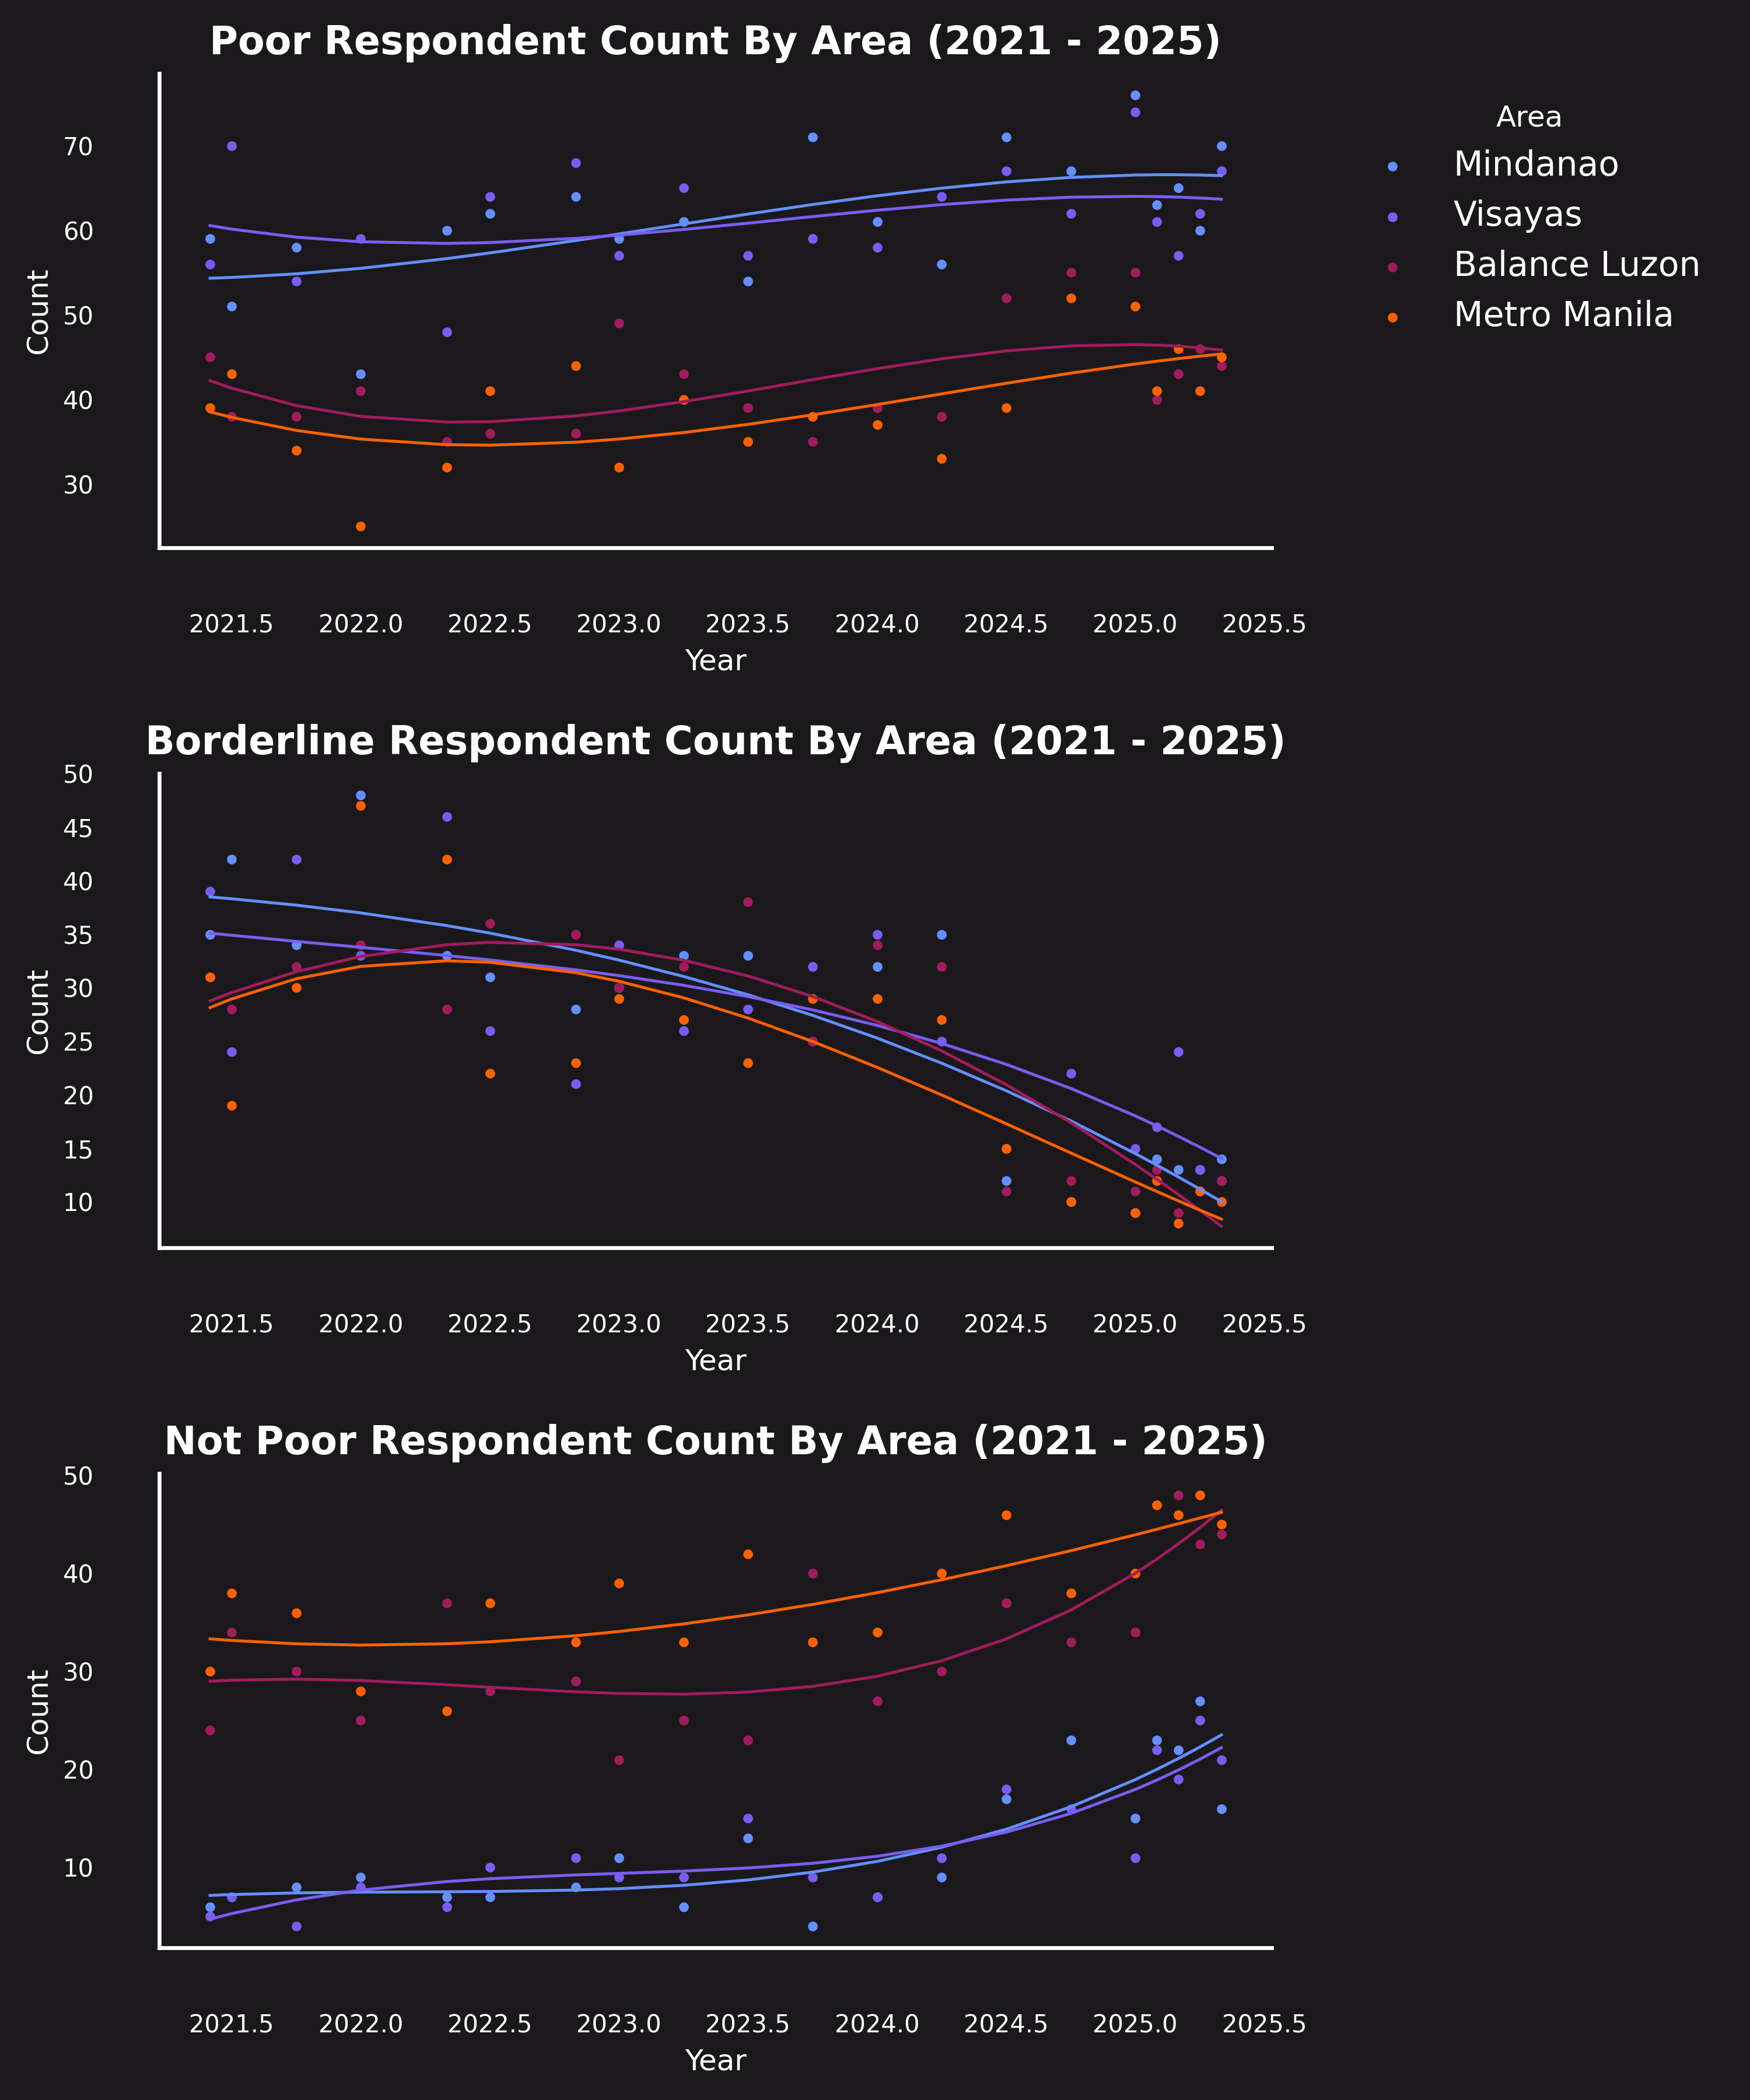 Poor Respondent Count By Area (2021 - 2025)
Area
Mindanao
Visayas
Balance Luzon
Metro Manila
70
60
50
40
30
Count
2021.5 2022.0 2022.5 2023.0 2023.5 2024.0 2024.5 2025.0 2025.5
Year
Borderline Respondent Count By Area (2021 - 2025)
50
45
40
35
30
25
20
15
10
Count
2021.5 2022.0 2022.5 2023.0 2023.5 2024.0 2024.5 2025.0 2025.5
Year
Not Poor Respondent Count By Area (2021 - 2025)
50
40
30
20
10
Count
2021.5 2022.0 2022.5 2023.0 2023.5 2024.0 2024.5 2025.0 2025.5
Year